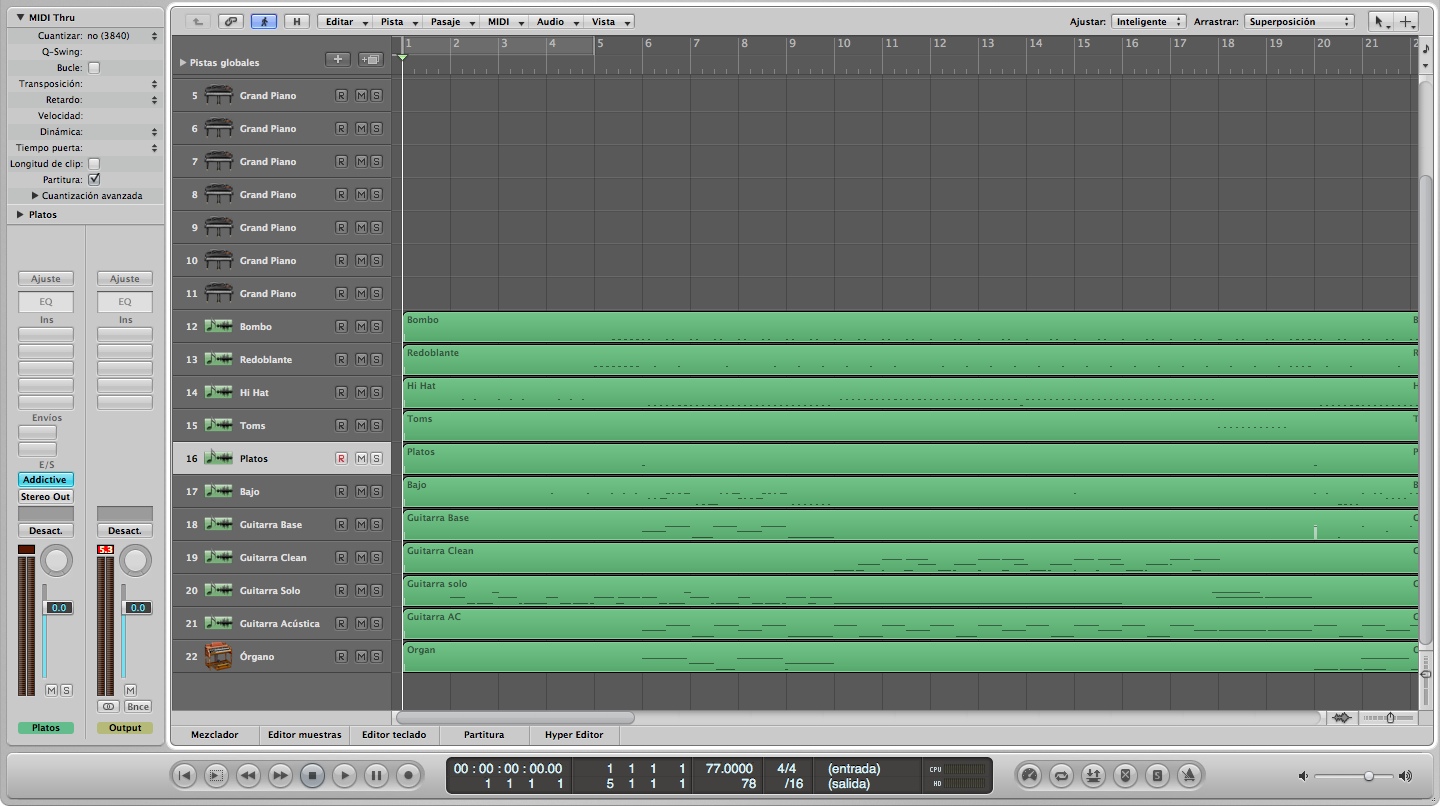 MIDI Thru
Cuantizar: no (3840)
Q-Swing:
Bucle:
Transposición:
Retardo:
Velocidad:
Dinámica:
Tiempo puerta:
Longitud de clip:
Partitura:
Cuantización avanzada
Platos
Ajuste Ajuste
EQ EQ
Ins Ins
Envíos
E/S
Addictive
Stereo Out
Desact. Desact.
5.3
0.0 0.0
M S M
Bnce
Platos Output
H Editar Pista Pasaje MIDI Audio Vista Ajustar: Inteligente Arrastrar: Superposición
1 2 3 4 5 6 7 8 9 10 11 12 13 14 15 16 17 18 19 20 21 2
Pistas globales
5 Grand Piano R M S
6 Grand Piano R M S
7 Grand Piano R M S
8 Grand Piano R M S
9 Grand Piano R M S
10 Grand Piano R M S
11 Grand Piano R M S
12 Bombo R M S Bombo B
13 Redoblante R M S Redoblante R
14 Hi Hat R M S Hi Hat H
15 Toms R M S Toms T
16 Platos R M S Platos P
17 Bajo R M S Bajo B
18 Guitarra Base R M S Guitarra Base
19 Guitarra Clean R M S Guitarra Clean
20 Guitarra Solo R M S Guitarra solo
21 Guitarra Acústica R M S Guitarra AC
22 Órgano R M S Organ
Mezclador Editor muestras Editor teclado Partitura Hyper Editor
00 : 00 : 00 : 00.00 1 1 1 1 77.0000 4/4 (entrada) CPU
1 1 1 1 5 1 1 1 78 /16 (salida) HD
S